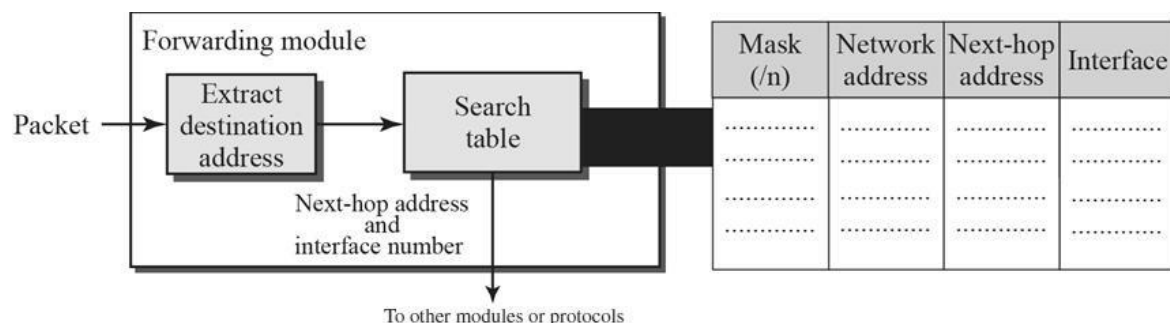 Forwarding module
Packet
Extract
destination
address
Search
table
Next-hop address
and
interface number
To other modules or protocols
Mask
(/n)
Network
address
Next-hop
address
Interface
............ ............ ............ ............
............ ............ ............ ............
............ ............ ............ ............
............ ............ ............ ............